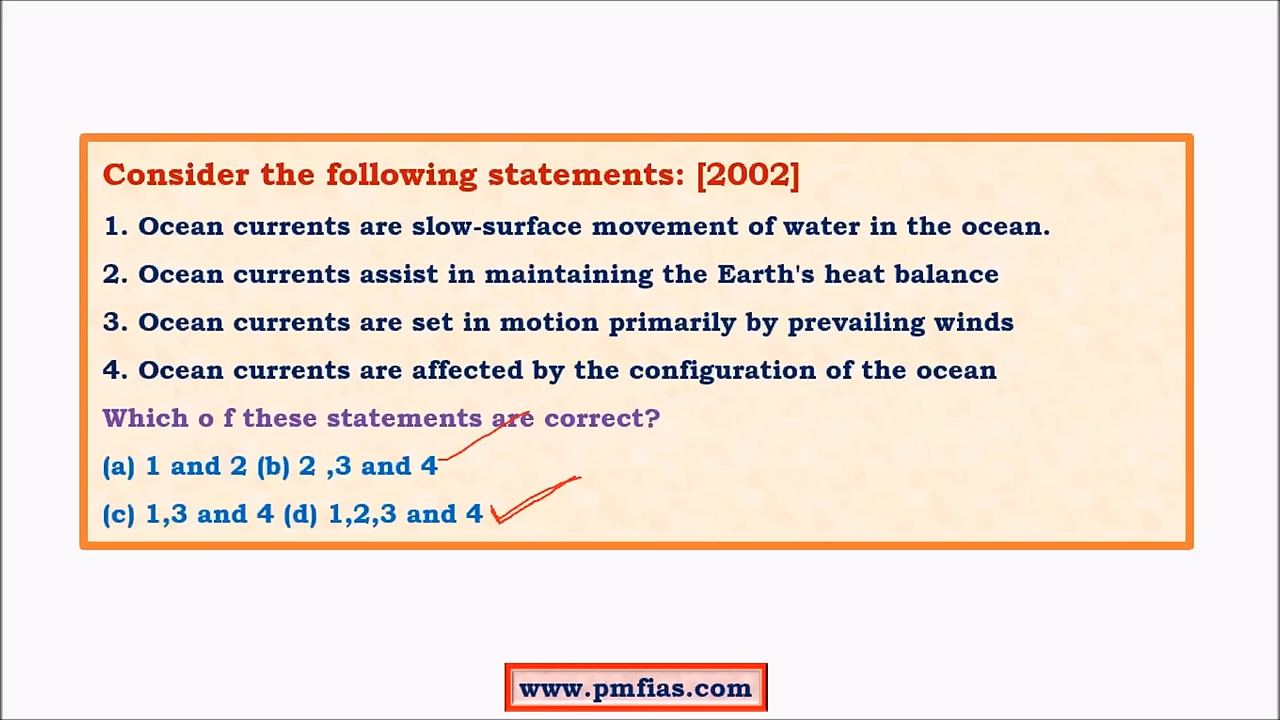 Consider the following statements: [2002]
1. Ocean currents are slow-surface movement of water in the ocean.
2. Ocean currents assist in maintaining the Earth's heat balance
3. Ocean currents are set in motion primarily by prevailing winds
4. Ocean currents are affected by the configuration of the ocean
Which o f these statements are correct?
(a) 1 and 2 (b) 2 ,3 and 4
(c) 1,3 and 4 (d) 1,2,3 and 4
www.pmfias.com